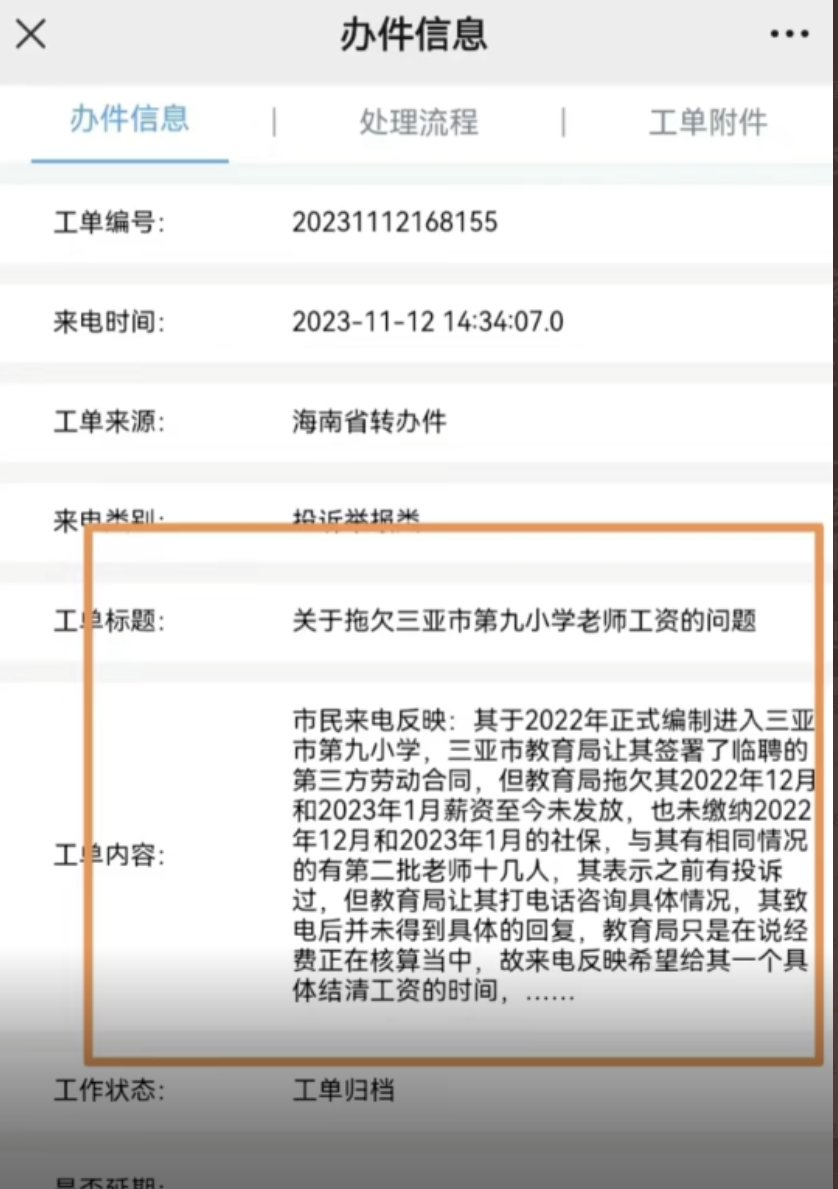 办件信息
办件信息 | 处理流程 | 工单附件
工单编号: 20231112168155
来电时间: 2023-11-12 14:34:07.0
工单来源: 海南省转办件
来电类别: 投诉举报类
工单标题: 关于拖欠三亚市第九小学老师工资的问题
工单内容:
市民来电反映：其于2022年正式编制进入三亚
市第九小学，三亚市教育局让其签署了临聘的
第三方劳动合同，但教育局拖欠其2022年12月
和2023年1月薪资至今未发放，也未缴纳2022
年12月和2023年1月的社保，与其有相同情况
的有第二批老师十几人，其表示之前有投诉
过，但教育局让其打电话咨询具体情况，其致
电后并未得到具体的回复，教育局只是在说经
费正在核算当中，故来电反映希望给其一个具
体结清工资的时间，……
工作状态: 工单归档
是否延期: